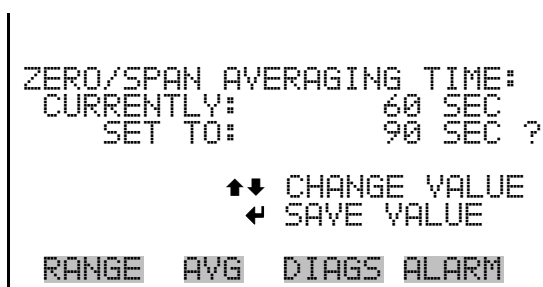 ZERO/SPAN AVERAGING TIME:
CURRENTLY: 60 SEC
SET TO: 90 SEC ?
⬆⬇ CHANGE VALUE
↵ SAVE VALUE
RANGE AVG DIAGS ALARM